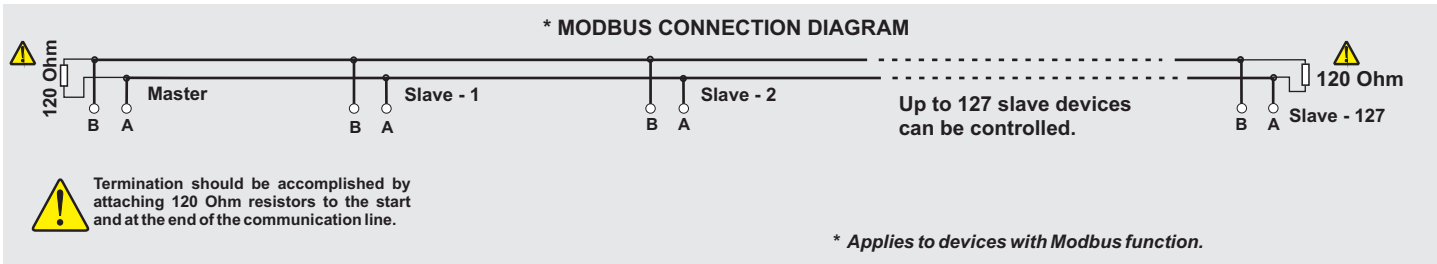 * MODBUS CONNECTION DIAGRAM
120 Ohm
B A
Master
B A
Slave - 1
B A
Slave - 2
Up to 127 slave devices
can be controlled.
B A
Slave - 127
120 Ohm
Termination should be accomplished by
attaching 120 Ohm resistors to the start
and at the end of the communication line.
* Applies to devices with Modbus function.